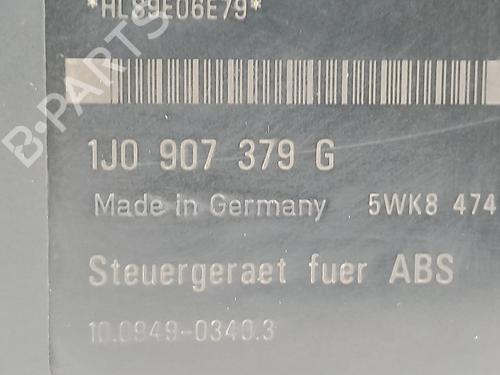 *HL89E06E79*
1J0 907 379 G
Made in Germany 5WK8 474
Steuergeraet fuer ABS
10.0949-0340.3
B-PARTS